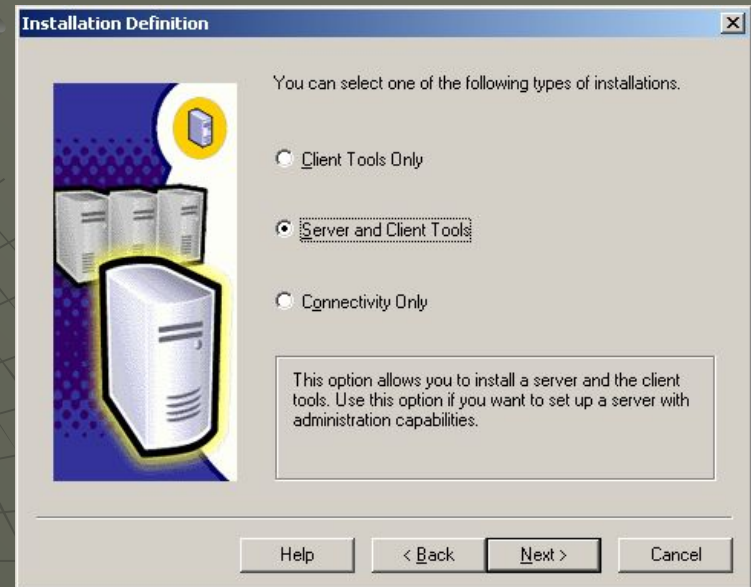 Installation Definition
You can select one of the following types of installations.
Client Tools Only
Server and Client Tools
Connectivity Only
This option allows you to install a server and the client
tools. Use this option if you want to set up a server with
administration capabilities.
Help
< Back
Next >
Cancel